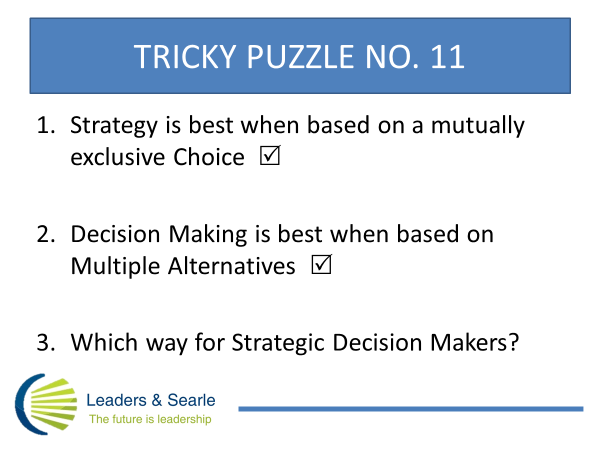 TRICKY PUZZLE NO. 11
1. Strategy is best when based on a mutually
exclusive Choice ☑
2. Decision Making is best when based on
Multiple Alternatives ☑
3. Which way for Strategic Decision Makers?
Leaders & Searle
The future is leadership